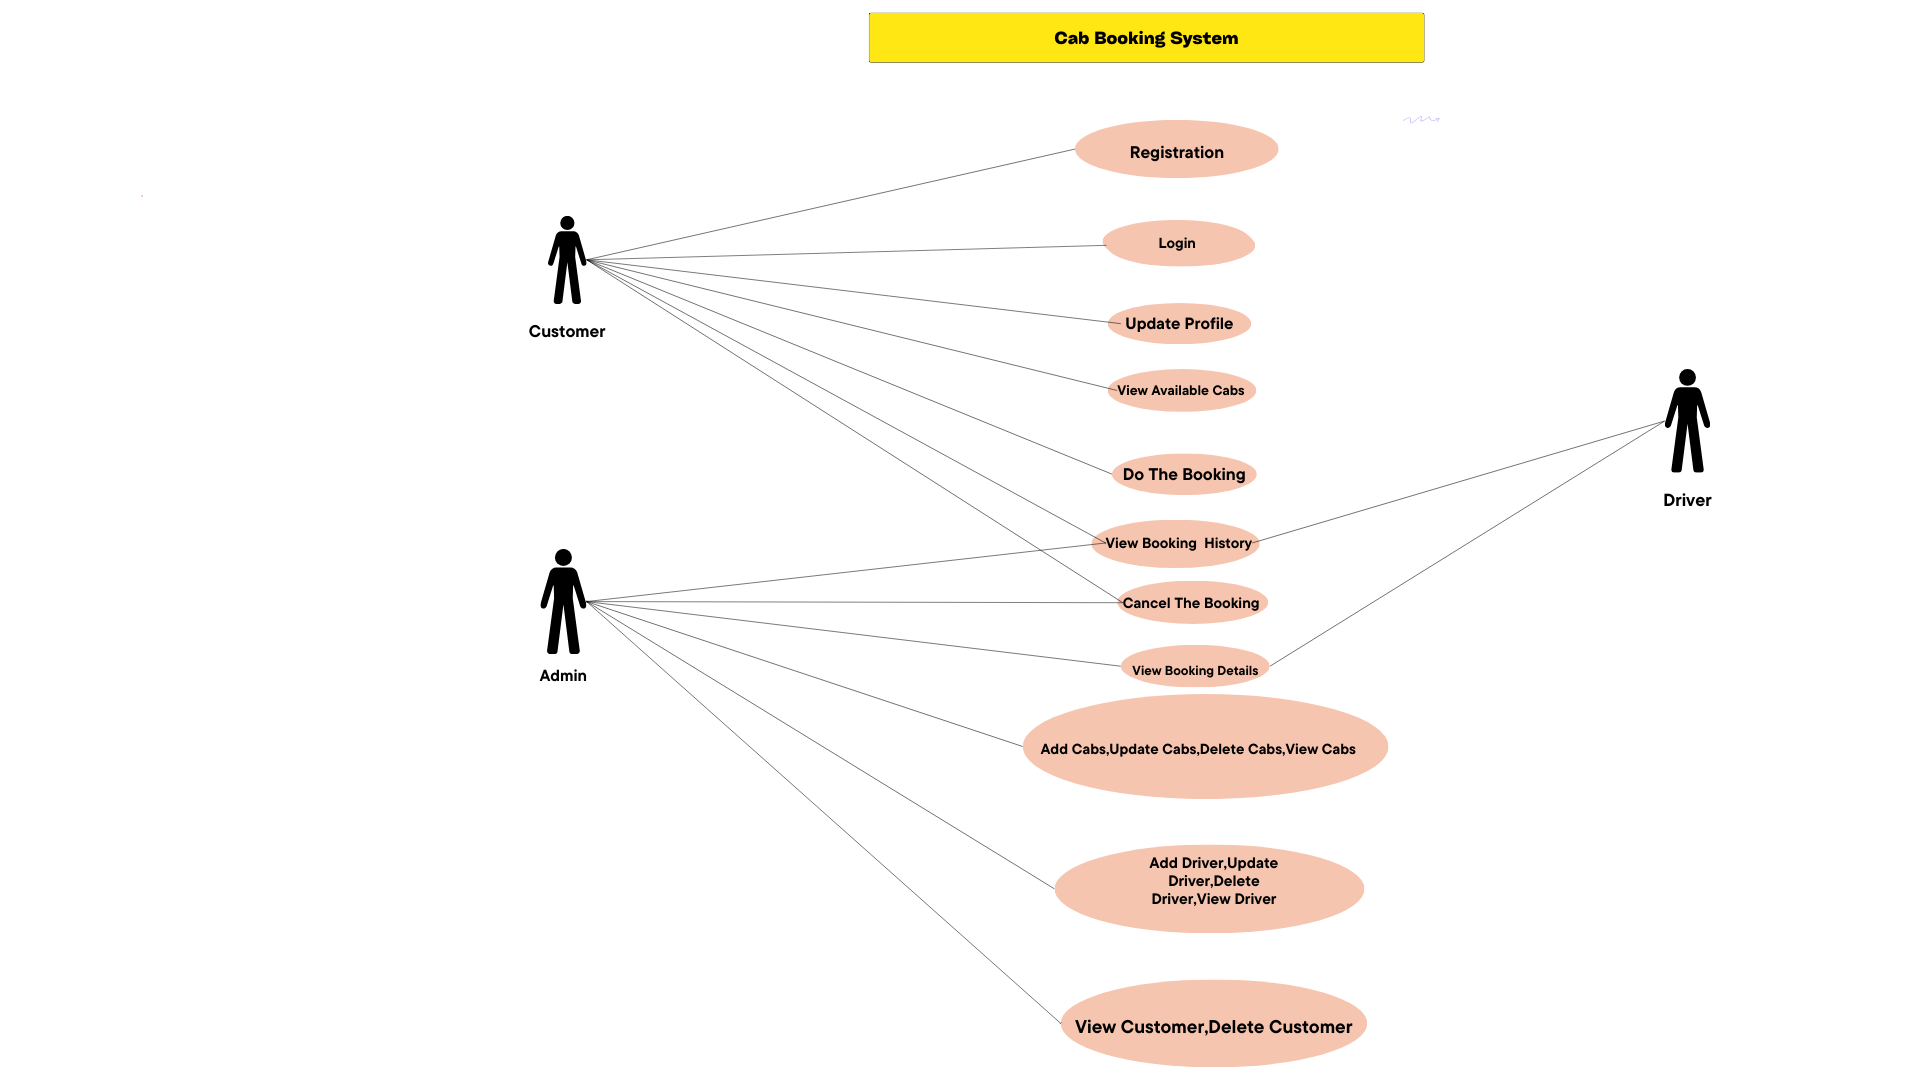 Cab Booking System
Registration
Login
Customer
Update Profile
View Available Cabs
Do The Booking
Driver
View Booking  History
Cancel The Booking
Admin
View Booking Details
Add Cabs,Update Cabs,Delete Cabs,View Cabs
Add Driver,Update
Driver,Delete
Driver,View Driver
View Customer,Delete Customer